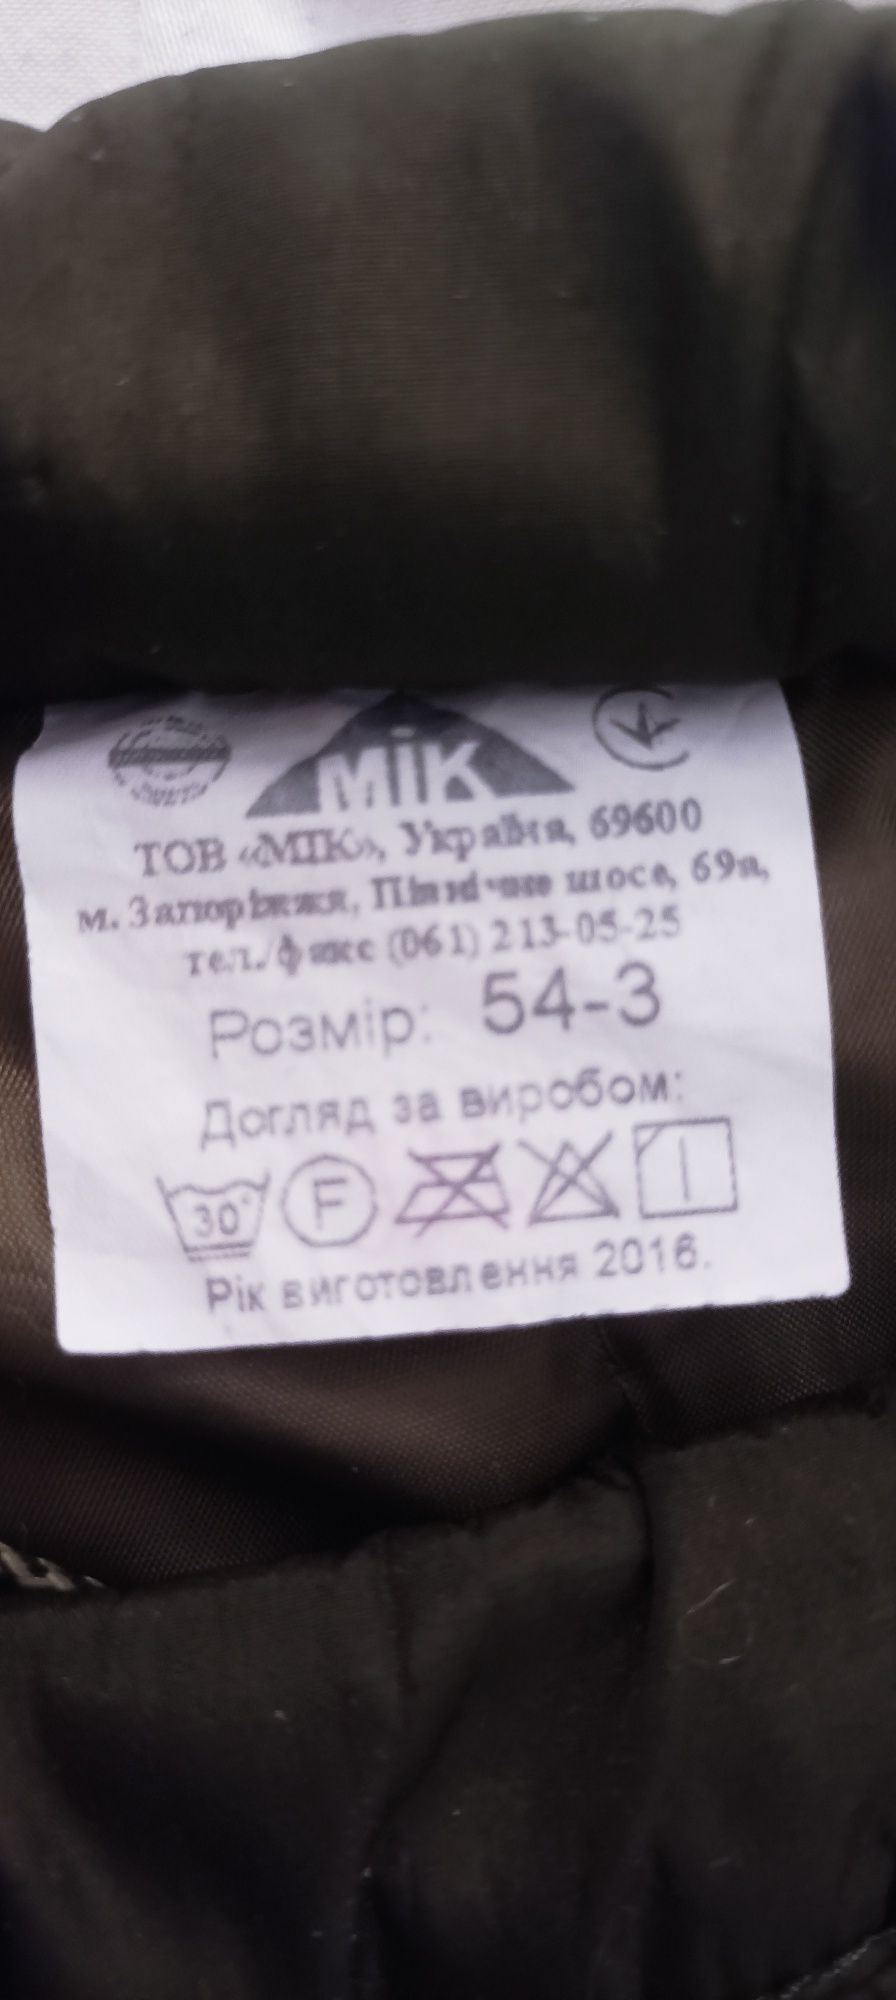 МІК
ТОВ «МІК», Україна, 69600
м. Запоріжжя, Північне шосе, 69а,
тел./факс (061) 213-05-25
Розмір: 54-3
Догляд за виробом:
30° F
Рік виготовлення 2016.